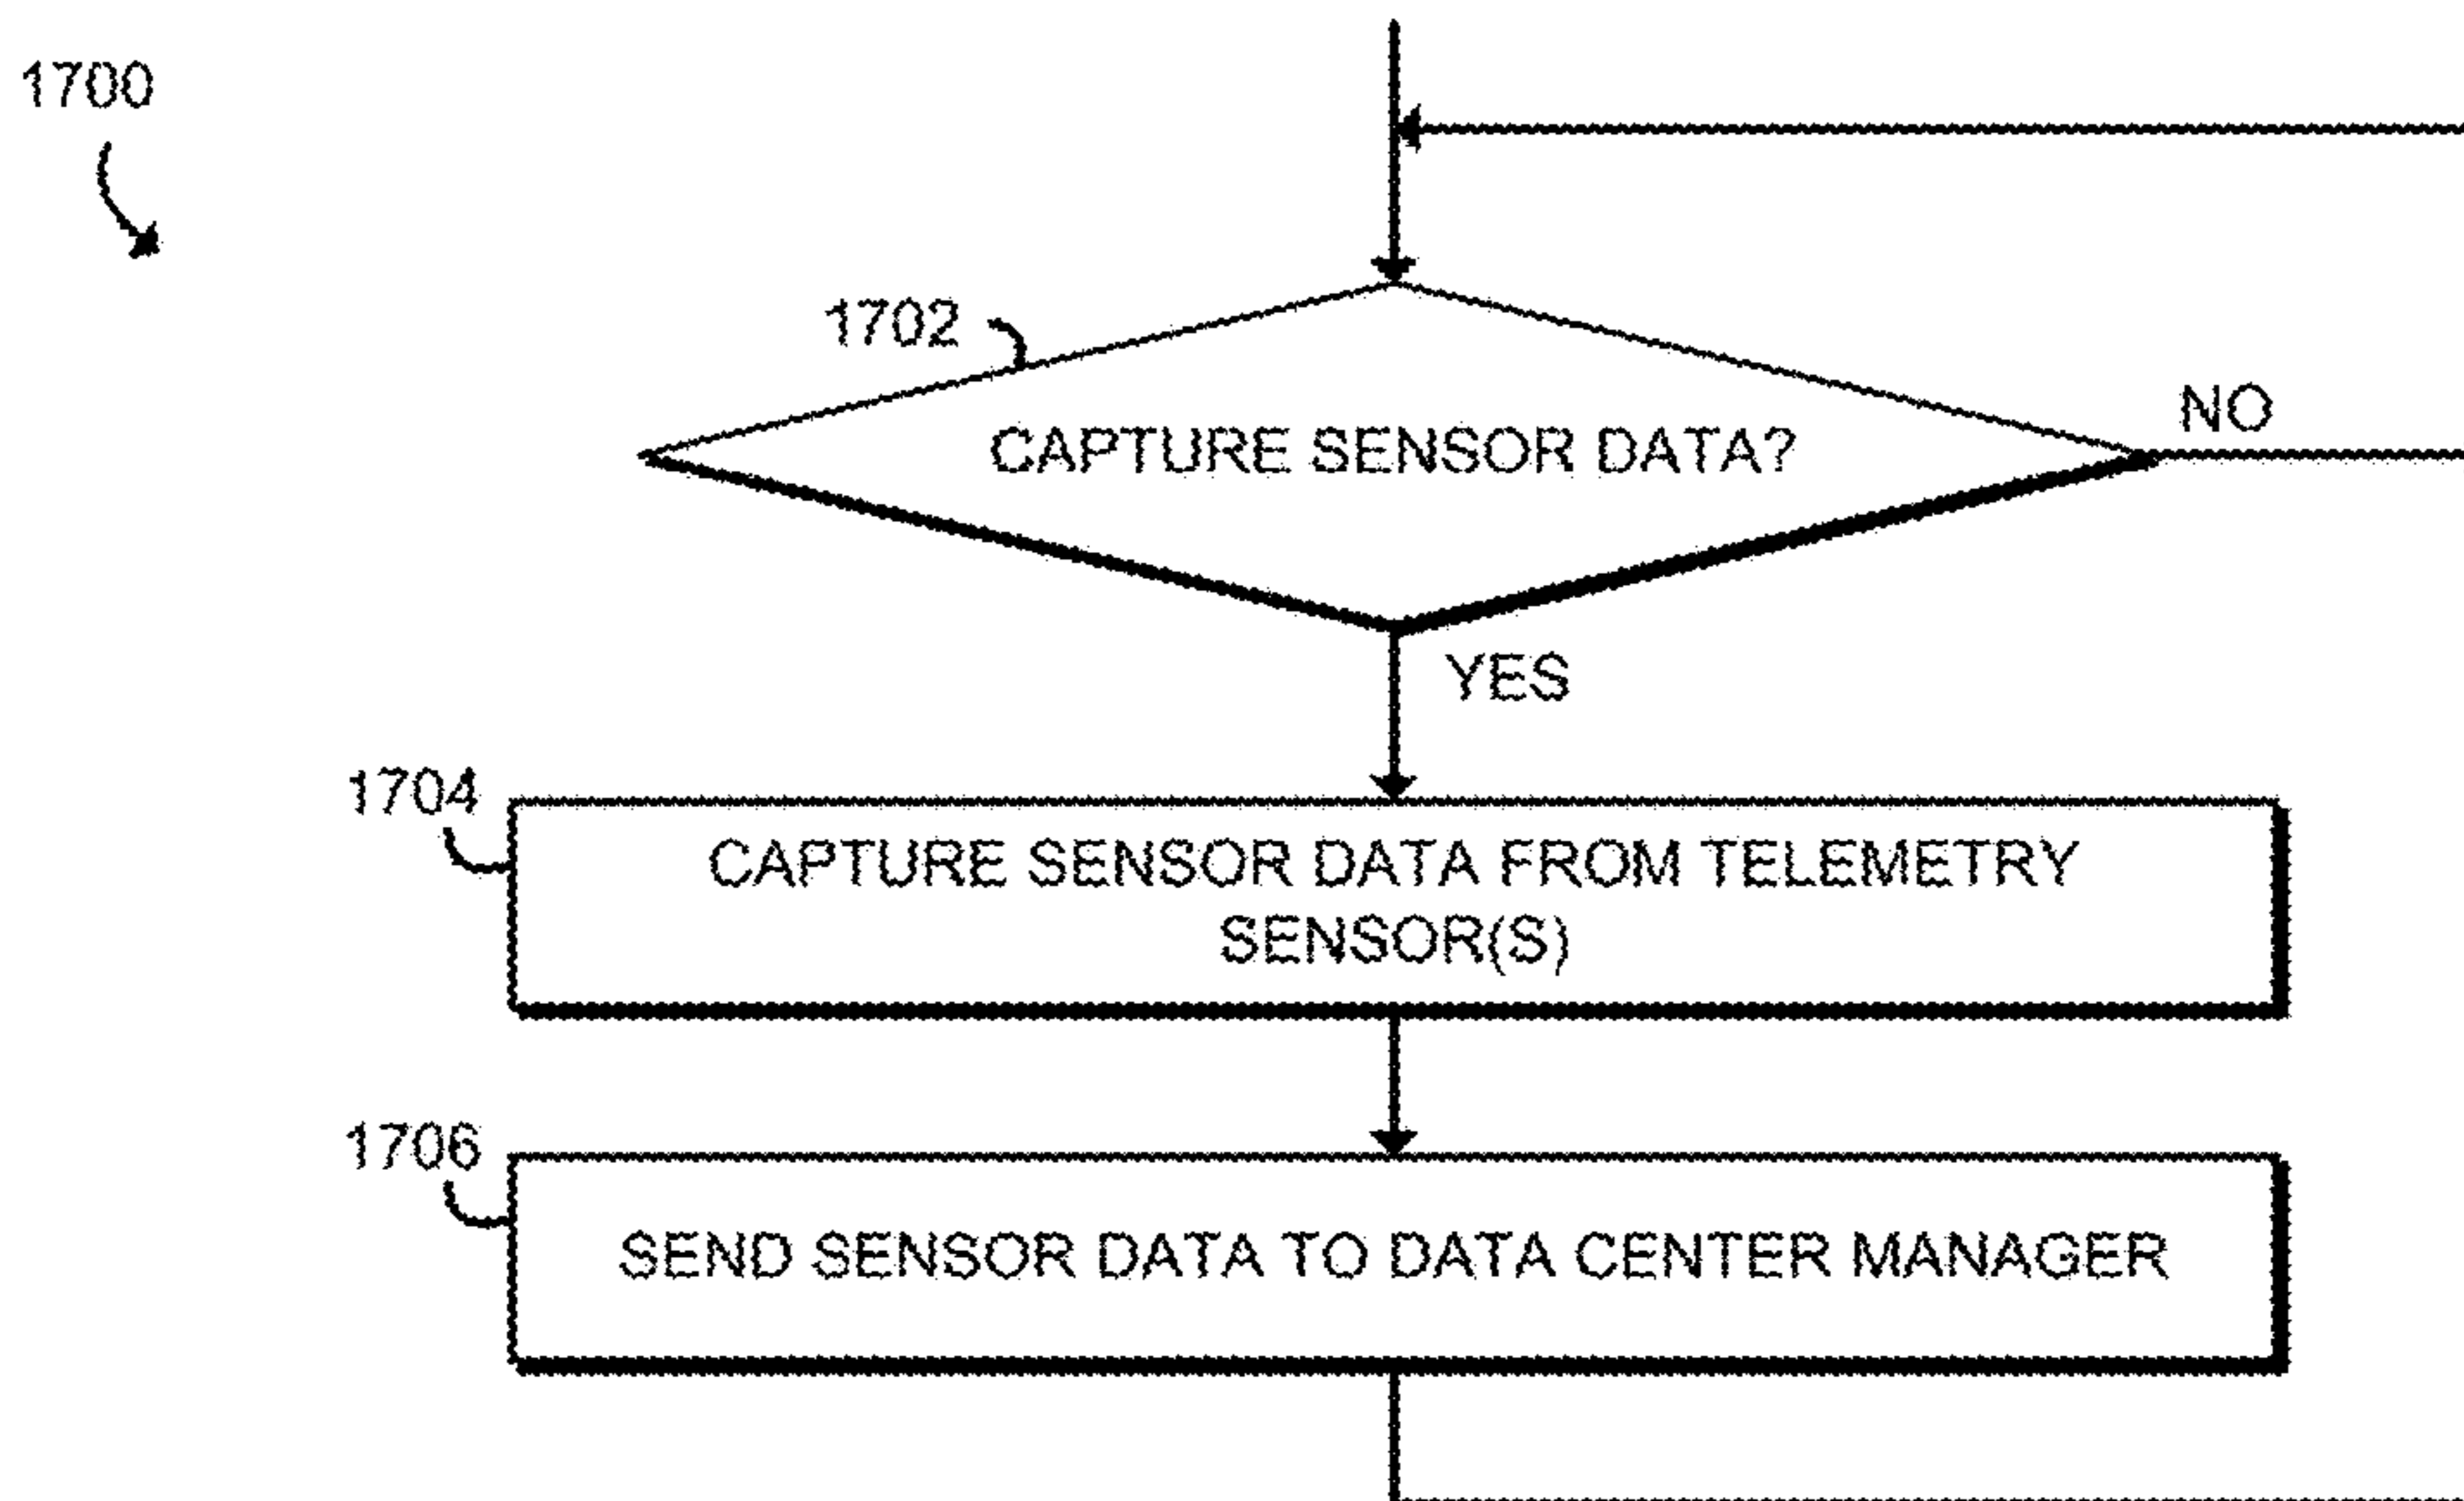 1700
1702
CAPTURE SENSOR DATA?
NO
YES
1704
CAPTURE SENSOR DATA FROM TELEMETRY
SENSOR(S)
1706
SEND SENSOR DATA TO DATA CENTER MANAGER